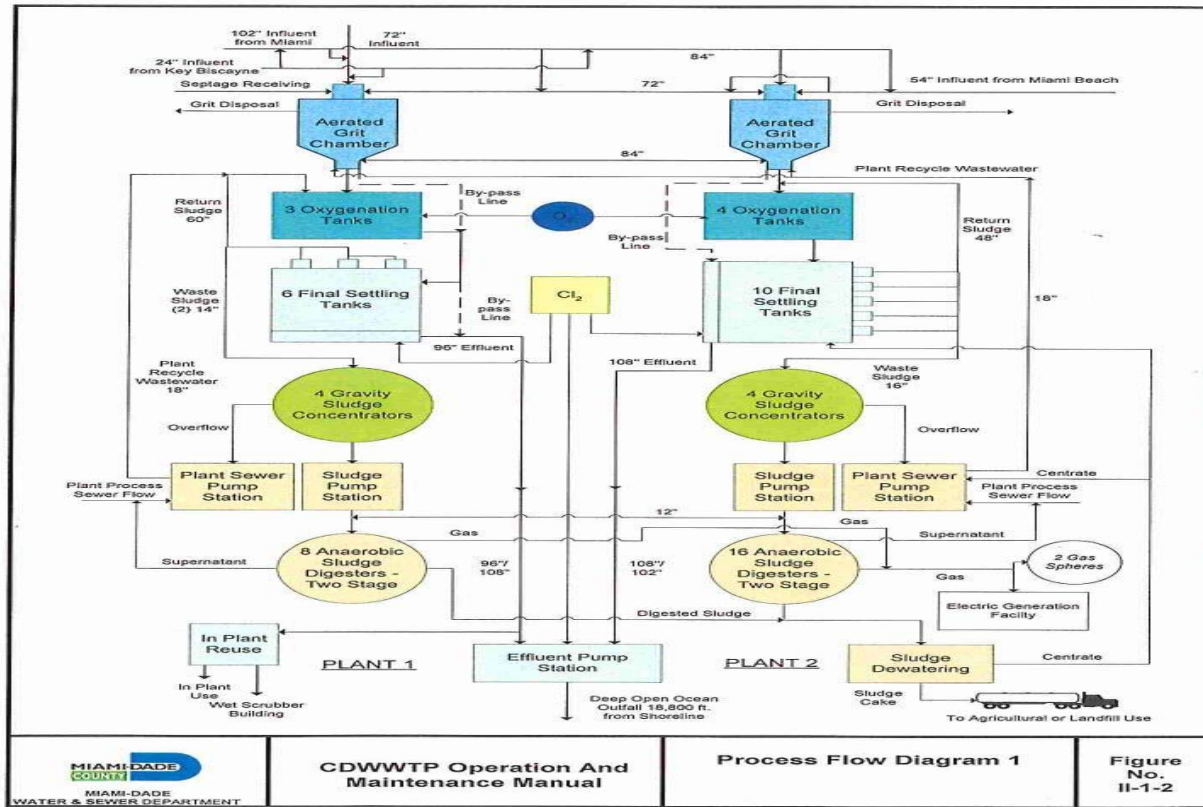 102" Influent
from Miami
72"
Influent
24" Influent
from Key Biscayne
84"
Septage Receiving
72"
54" Influent from Miami Beach
Grit Disposal
Grit Disposal
Aerated
Grit
Chamber
Aerated
Grit
Chamber
84"
Plant Recycle Wastewater
Return
Sludge
60"
By-pass
Line
3 Oxygenation
Tanks
4 Oxygenation
Tanks
By-pass
Line
Return
Sludge
48"
6 Final Settling
Tanks
Cl2
10 Final
Settling
Tanks
Waste
Sludge
(2) 14"
By-
pass
Line
18"
96" Effluent
108" Effluent
Plant
Recycle
Wastewater
18"
Waste
Sludge
16"
4 Gravity
Sludge
Concentrators
4 Gravity
Sludge
Concentrators
Overflow
Overflow
Plant Sewer
Pump
Station
Sludge
Pump
Station
Sludge
Pump
Station
Plant Sewer
Pump
Station
Centrate
Plant Process
Sewer Flow
Plant Process
Sewer Flow
12"
Gas
Gas
Supernatant
Supernatant
8 Anaerobic
Sludge
Digesters -
Two Stage
96"/
108"
108"/
102"
16 Anaerobic
Sludge
Digesters -
Two Stage
2 Gas
Spheres
Gas
Electric Generation
Facilty
Digested Sludge
In Plant
Reuse
PLANT 1
Effluent Pump
Station
PLANT 2
Sludge
Dewatering
Centrate
In Plant
Use
Wet Scrubber
Building
Deep Open Ocean
Outfall 18,800 ft.
from Shoreline
Sludge
Cake
To Agricultural or Landfill Use
MIAMI-DADE
COUNTY
MIAMI-DADE
WATER & SEWER DEPARTMENT
CDWWTP Operation And
Maintenance Manual
Process Flow Diagram 1
Figure
No.
II-1-2